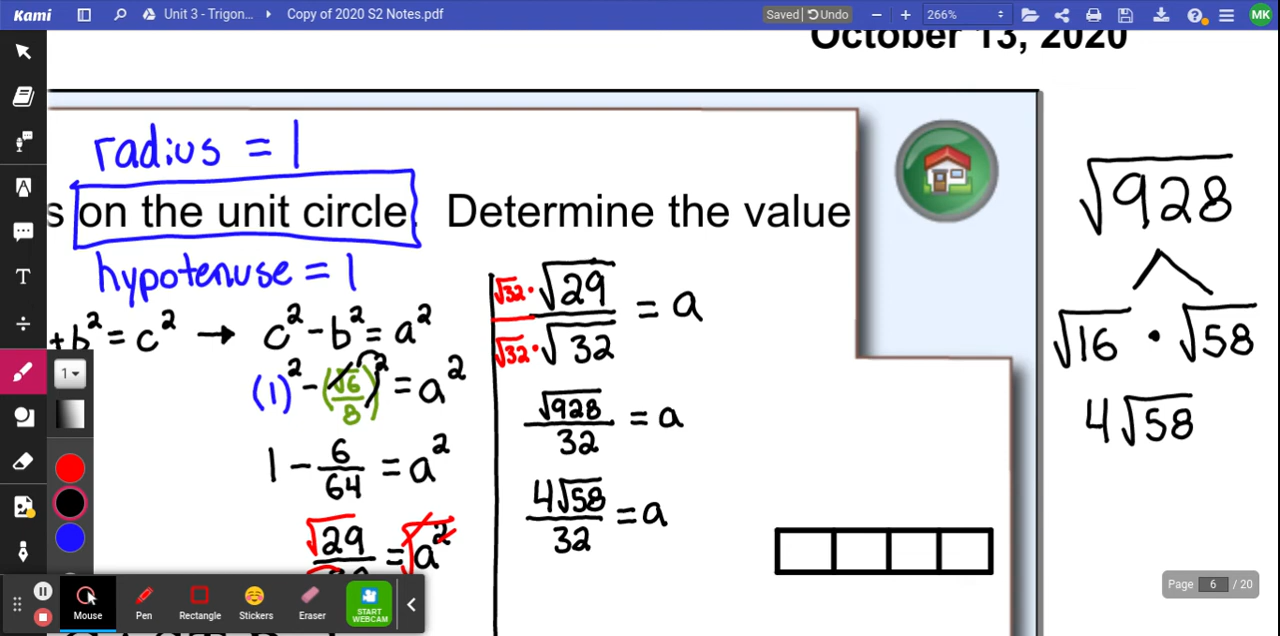 Kami
Unit 3 - Trigon...
Copy of 2020 S2 Notes.pdf
Saved
Undo
266%
MK
October 13, 2020
radius = 1
s on the unit circle. Determine the value
hypotenuse = 1
+b² = c² → c² - b² = a²
(1)² - (√6/8)² = a²
1 - 6/64 = a²
√29 = √a²
√32 · √29 / √32 · √32 = a
√928 / 32 = a
4√58 / 32 = a
√928
√16 · √58
4√58
1
Page 6 / 20
Mouse
Pen
Rectangle
Stickers
Eraser
START WEBCAM